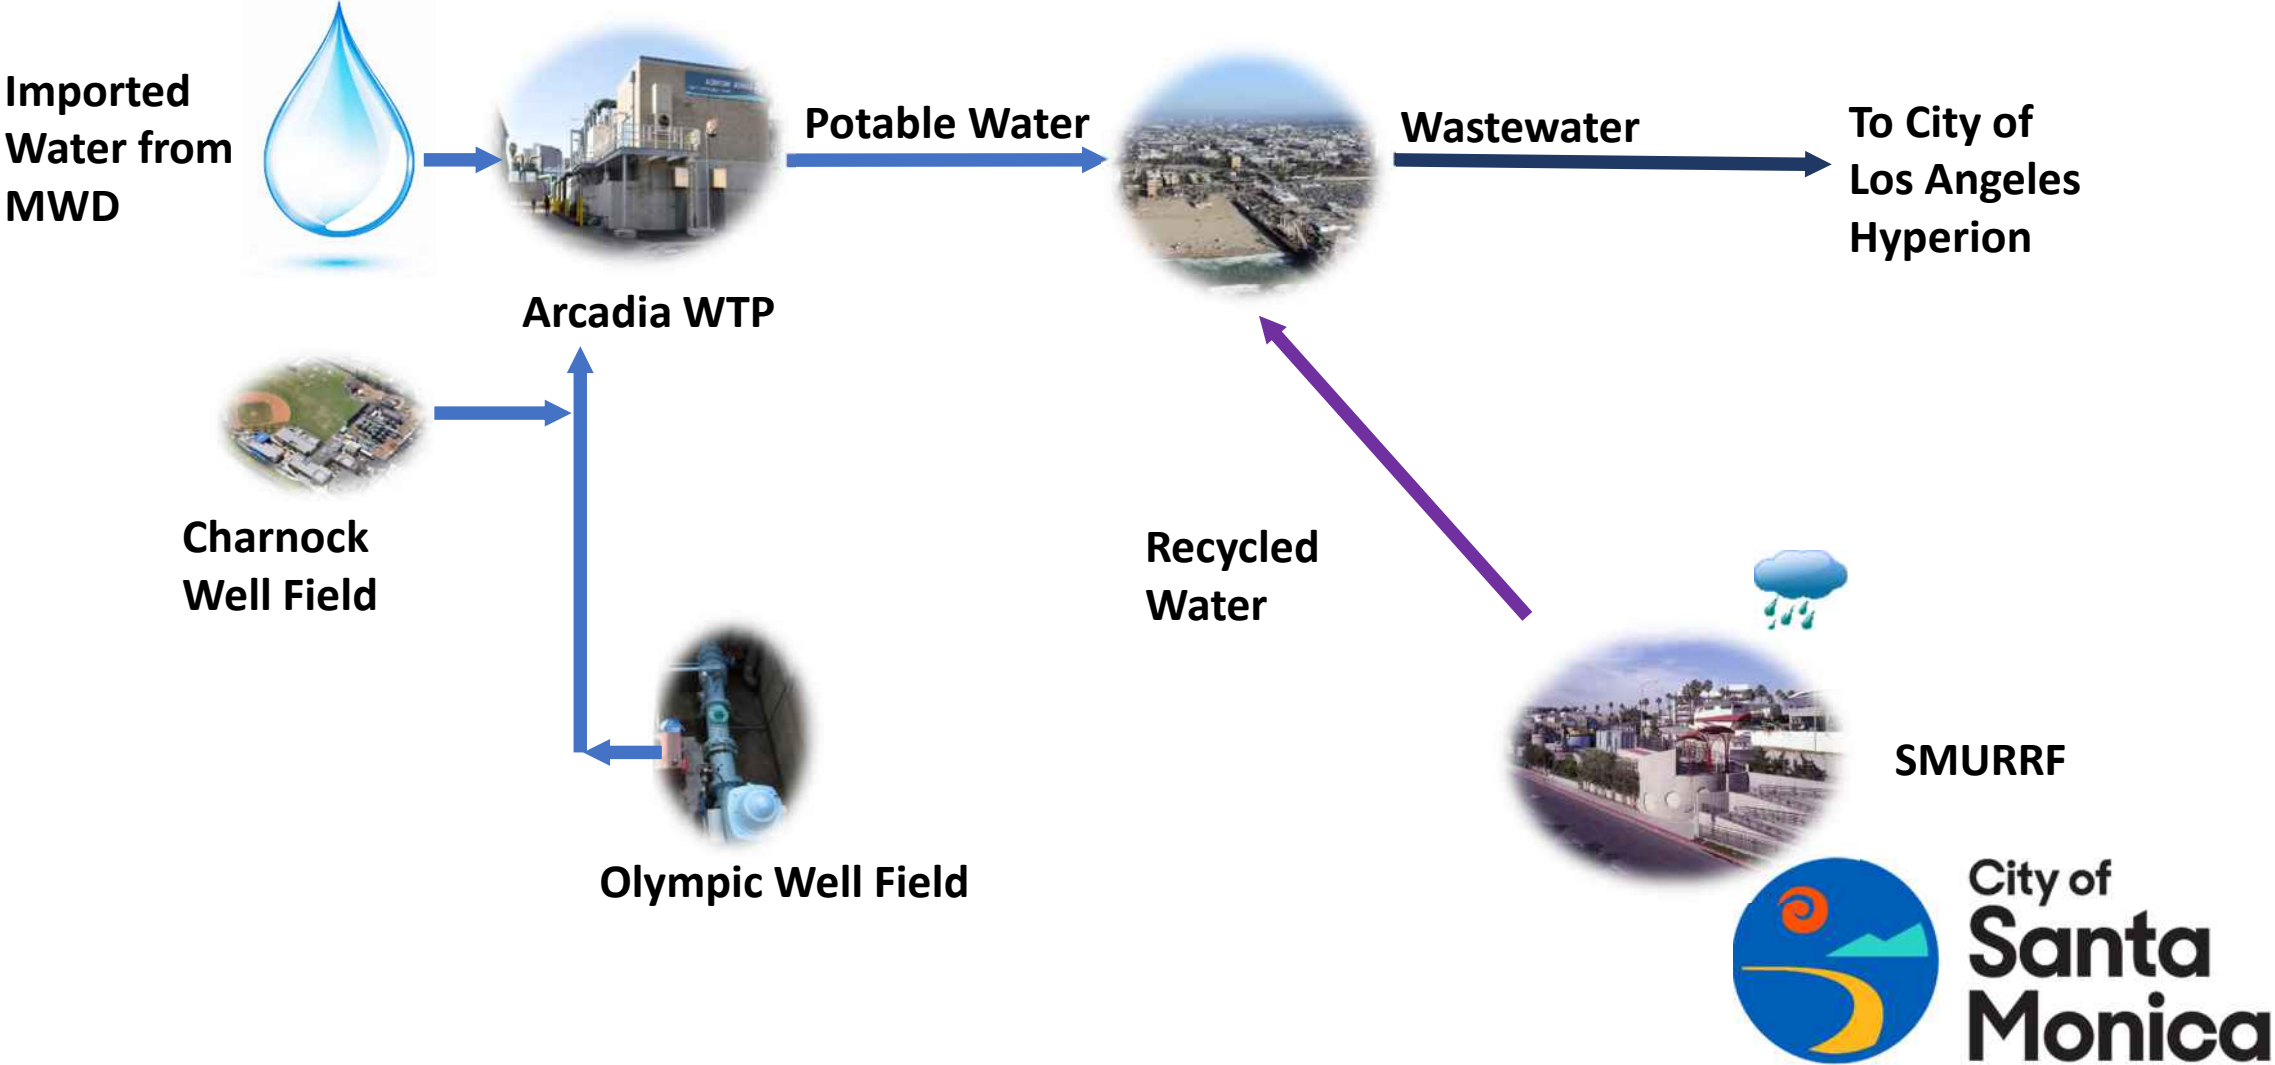 Imported
Water from
MWD
Potable Water
Wastewater
To City of
Los Angeles
Hyperion
Arcadia WTP
Charnock
Well Field
Recycled
Water
Olympic Well Field
SMURRF
City of
Santa
Monica